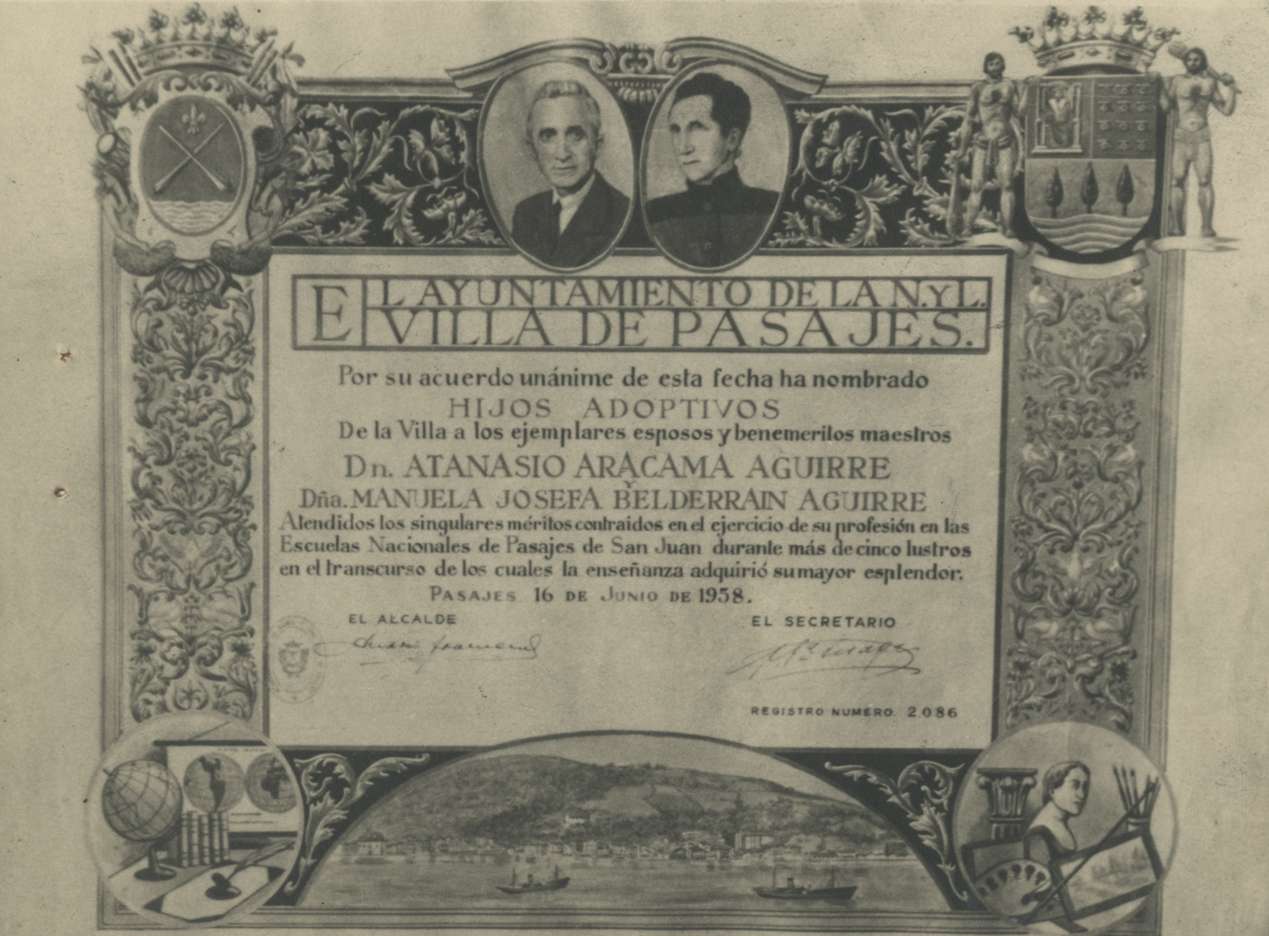 EL AYUNTAMIENTO DE LA N. Y L.
VILLA DE PASAJES.
Por su acuerdo unánime de esta fecha ha nombrado
HIJOS ADOPTIVOS
De la Villa a los ejemplares esposos y benemeritos maestros
Dn. ATANASIO ARACAMA AGUIRRE
Y
Dña. MANUELA JOSEFA BELDERRAIN AGUIRRE
Atendidos los singulares méritos contraidos en el ejercicio de su profesión en las
Escuelas Nacionales de Pasajes de San Juan durante más de cinco lustros
en el transcurso de los cuales la enseñanza adquirió su mayor esplendor.
PASAJES 16 DE JUNIO DE 1958.
EL ALCALDE
EL SECRETARIO
REGISTRO NUMERO. 2.086